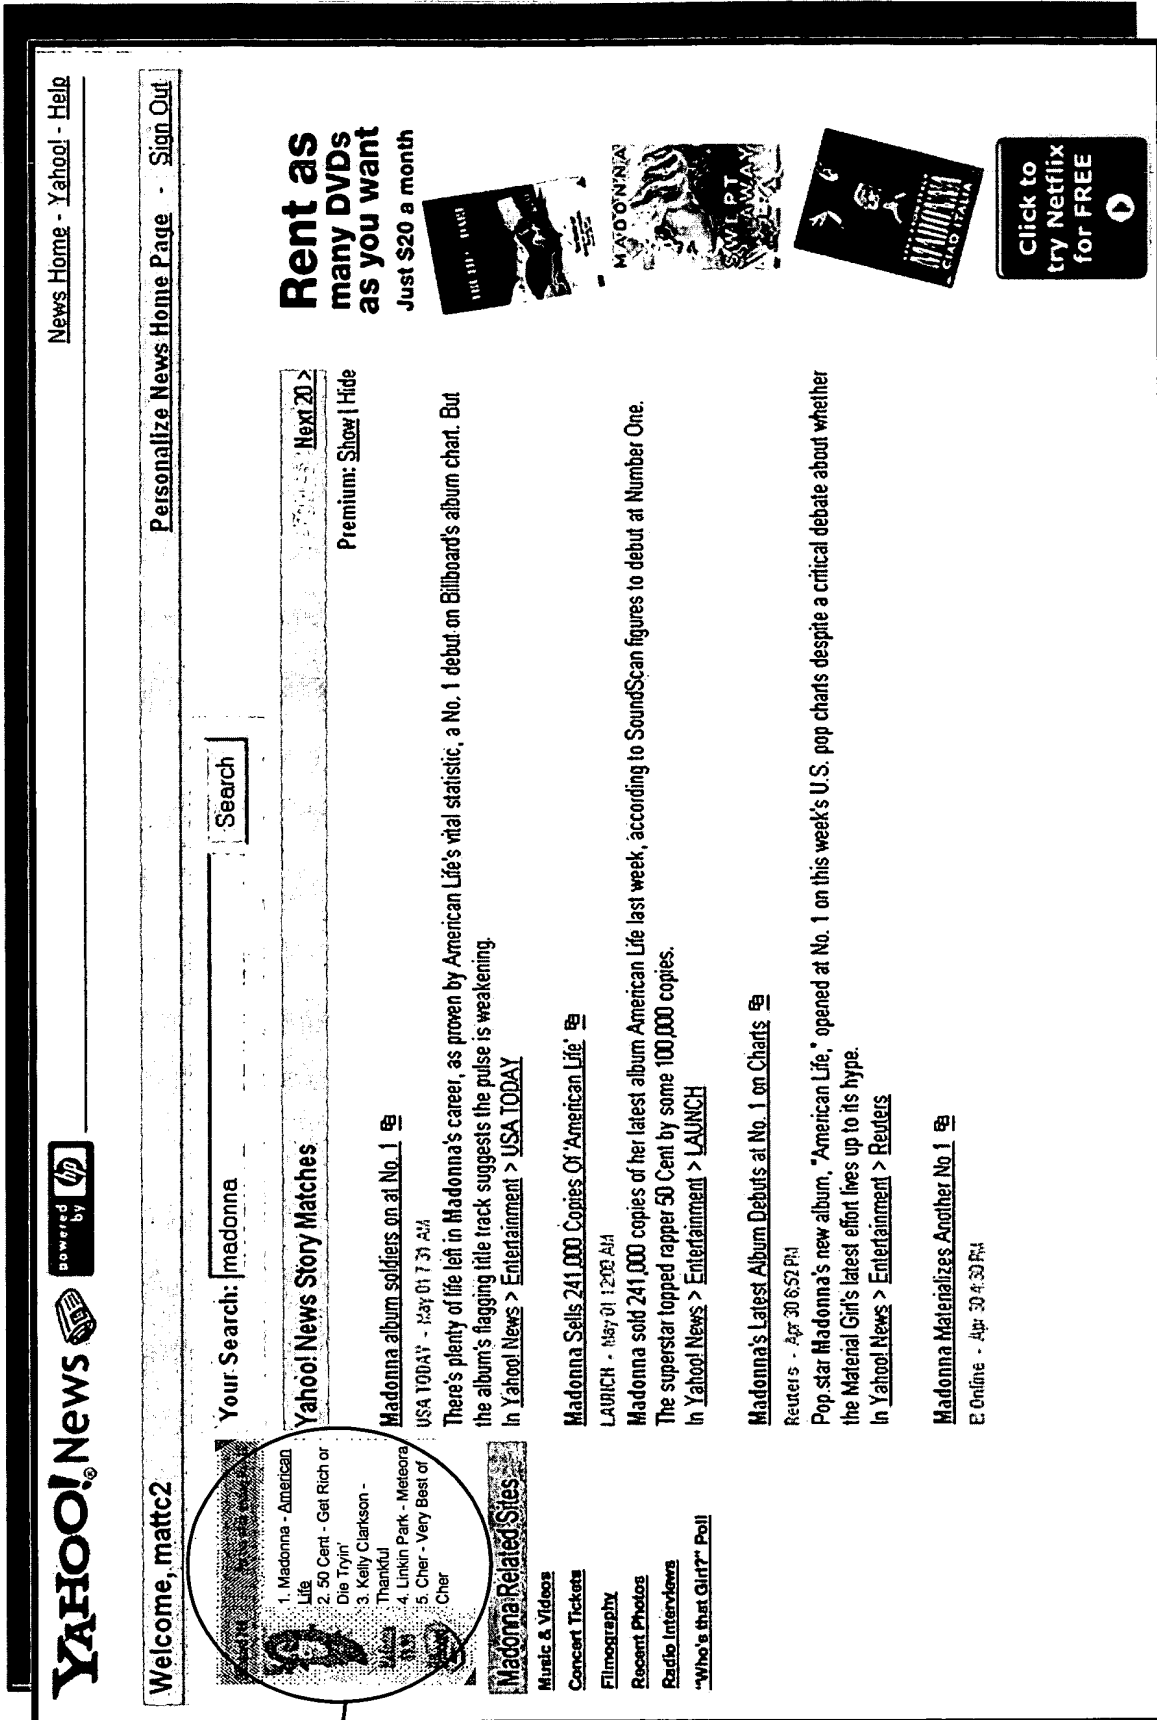 YAHOO!® News powered by hp
News Home - Yahoo! - Help
Welcome, mattc2
Personalize News Home Page - Sign Out
Your Search: madonna Search
1. Madonna - American
Life
2. 50 Cent - Get Rich or
Die Tryin'
3. Kelly Clarkson -
Thankful
4. Linkin Park - Meteora
5. Cher - Very Best of
Cher
Madonna Related Sites
Music & Videos
Concert Tickets
Filmography
Recent Photos
Radio Interviews
"Who's that Girl?" Poll
Yahoo! News Story Matches
Next 20 >
Premium: Show | Hide
Madonna album soldiers on at No. 1
USA TODAY - May 01 7:31 AM
There's plenty of life left in Madonna's career, as proven by American Life's vital statistic, a No. 1 debut on Billboard's album chart. But
the album's flagging title track suggests the pulse is weakening.
In Yahoo! News > Entertainment > USA TODAY
Madonna Sells 241,000 Copies Of 'American Life'
LAUNCH - May 01 12:00 AM
Madonna sold 241,000 copies of her latest album American Life last week, according to SoundScan figures to debut at Number One.
The superstar topped rapper 50 Cent by some 100,000 copies.
In Yahoo! News > Entertainment > LAUNCH
Madonna's Latest Album Debuts at No. 1 on Charts
Reuters - Apr 30 6:52 PM
Pop star Madonna's new album, "American Life," opened at No. 1 on this week's U.S. pop charts despite a critical debate about whether
the Material Girl's latest effort lives up to its hype.
In Yahoo! News > Entertainment > Reuters
Madonna Materializes Another No 1
E! Online - Apr 30 4:30 PM
Rent as
many DVDs
as you want
Just $20 a month
MADONNA
SWEPT
AWAY
MADONNA
CIAO ITALIA
Click to
try Netflix
for FREE